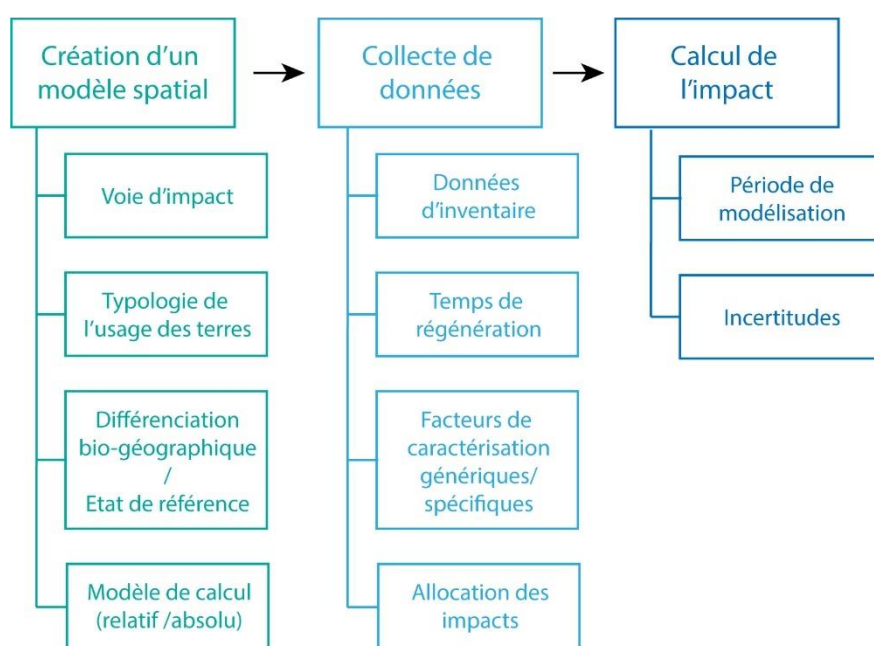 Création d’un
modèle spatial
Collecte de
données
Calcul de
l’impact
Voie d’impact
Typologie de
l’usage des terres
Différenciation
bio-géographique
/
Etat de référence
Modèle de calcul
(relatif /absolu)
Données
d’inventaire
Temps de
régénération
Facteurs de
caractérisation
génériques/
spécifiques
Allocation des
impacts
Période de
modélisation
Incertitudes